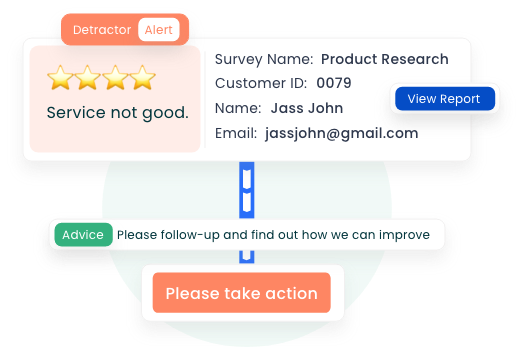 Detractor Alert
Service not good.
Survey Name: Product Research
Customer ID: 0079
Name: Jass John
Email: jassjohn@gmail.com
View Report
Advice Please follow-up and find out how we can improve
Please take action